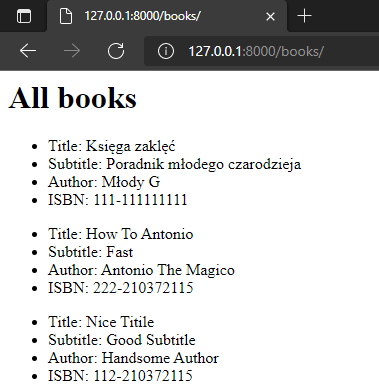 127.0.0.1:8000/books/
127.0.0.1:8000/books/
All books
Title: Księga zaklęć
Subtitle: Poradnik młodego czarodzieja
Author: Młody G
ISBN: 111-111111111
Title: How To Antonio
Subtitle: Fast
Author: Antonio The Magico
ISBN: 222-210372115
Title: Nice Titile
Subtitle: Good Subtitle
Author: Handsome Author
ISBN: 112-210372115